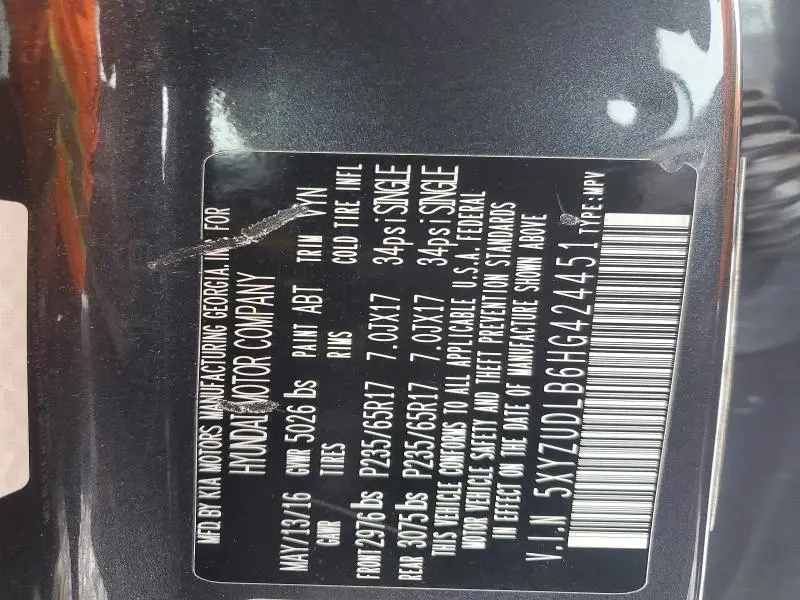 MFD.BY KIA MOTORS MANUFACTURING GEORGIA, INC. FOR
HYUNDAI MOTOR COMPANY
MAY/13/16 GVWR 5026 lbs PAINT ABT TRIM VYN
GAWR TIRES RIMS COLD TIRE INFL
FRONT 2976 lbs P235/65R17 7.0JX17 34psi SINGLE
REAR 3075 lbs P235/65R17 7.0JX17 34psi SINGLE
THIS VEHICLE CONFORMS TO ALL APPLICABLE U.S.A. FEDERAL
MOTOR VEHICLE SAFETY AND THEFT PREVENTION STANDARDS
IN EFFECT ON THE DATE OF MANUFACTURE SHOWN ABOVE
V.I.N 5XYZUDLB6HG424451 TYPE:MPV